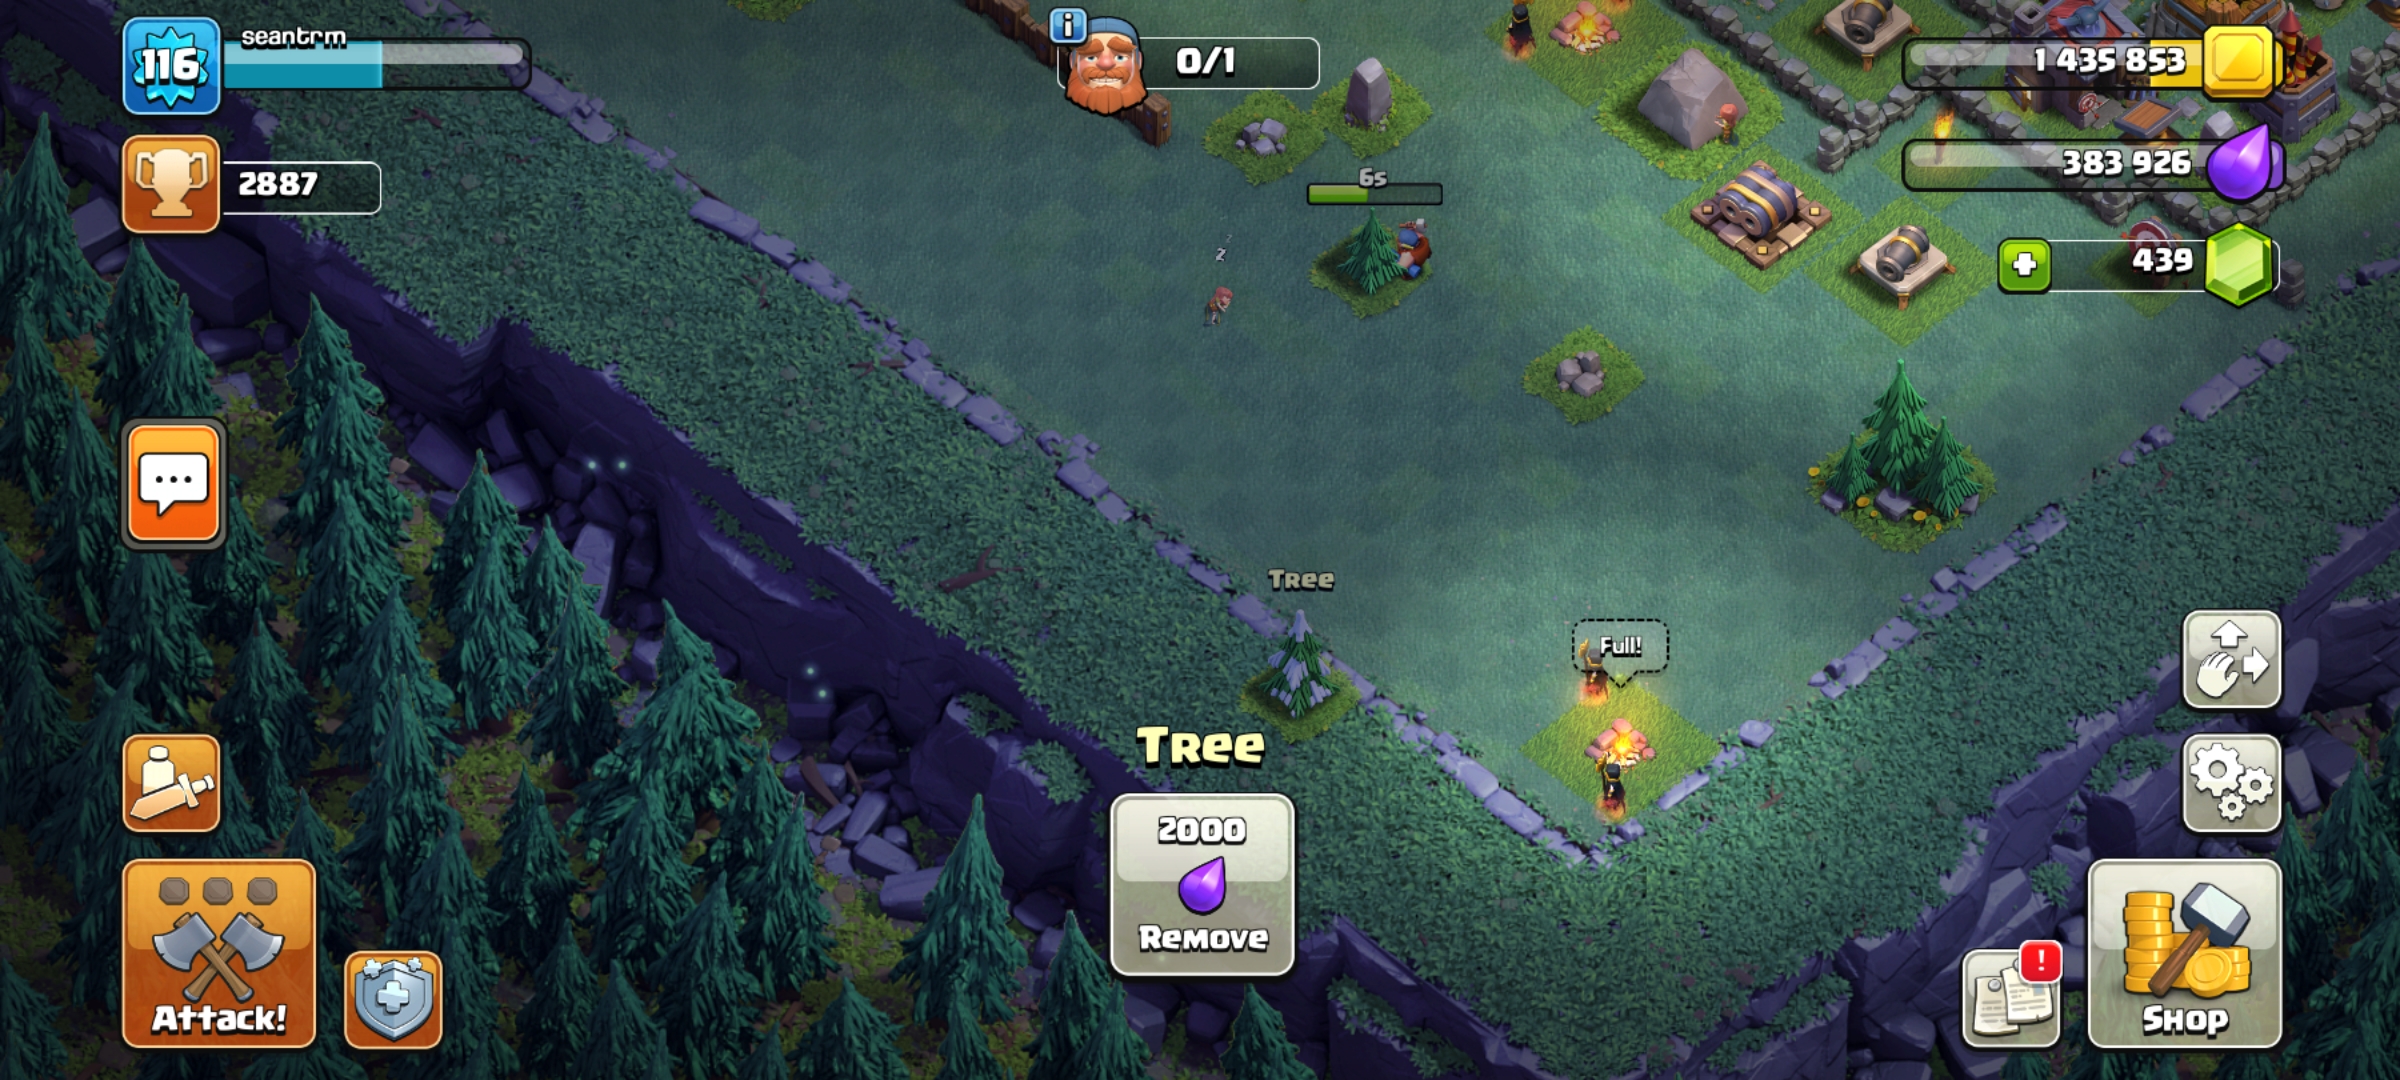 116
seantrm
i
0/1
1 435 853
2887
383 926
6s
z
439
Tree
Full!
Tree
2000
Remove
Attack!
!
Shop